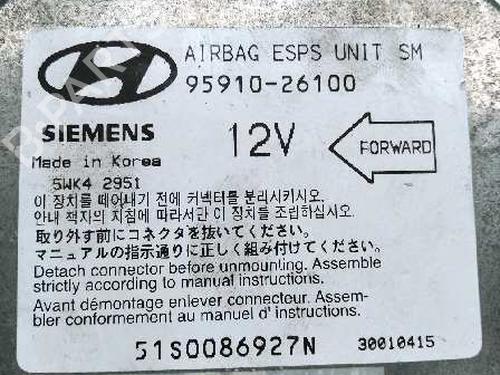 AIRBAG ESPS UNIT SM
95910-26100
SIEMENS
12V
FORWARD
Made in Korea
5WK4 2951
이 장치를 떼어내기 전에 커넥터를 분리시키시오.
안내 책자의 지침에 따라서만 이 장치를 조립하십시오.
取り外す前にコネクタを抜いてください。
マニュアルの指示通りに正しく組み付けてください。
Detach connector before unmounting. Assemble
strictly according to manual instructions.
Avant démontage enlever connecteur. Assem-
bler conformement au manuel d' instructions.
51S0086927N
30010415